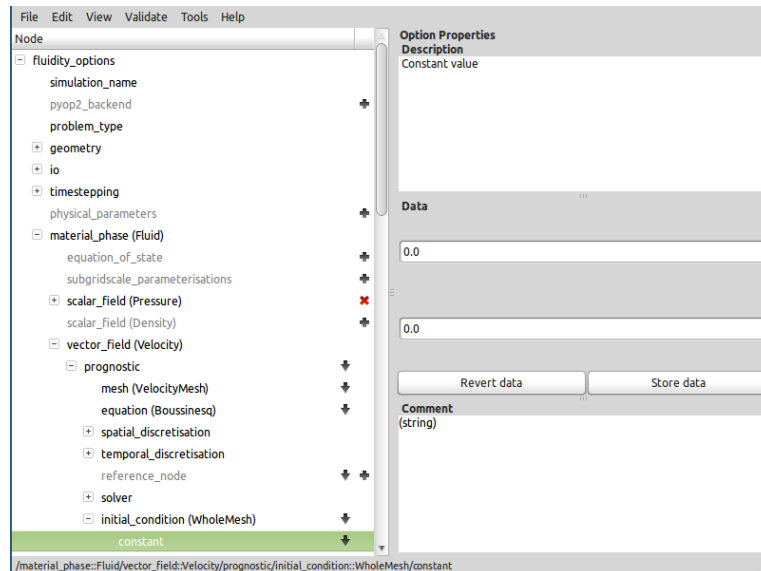 File Edit View Validate Tools Help
Node
fluidity_options
simulation_name
pyop2_backend
problem_type
geometry
io
timestepping
physical_parameters
material_phase (Fluid)
equation_of_state
subgridscale_parameterisations
scalar_field (Pressure)
scalar_field (Density)
vector_field (Velocity)
prognostic
mesh (VelocityMesh)
equation (Boussinesq)
spatial_discretisation
temporal_discretisation
reference_node
solver
initial_condition (WholeMesh)
constant
Option Properties
Description
Constant value
Data
0.0
0.0
Revert data Store data
Comment
(string)
/material_phase::Fluid/vector_field::Velocity/prognostic/initial_condition::WholeMesh/constant